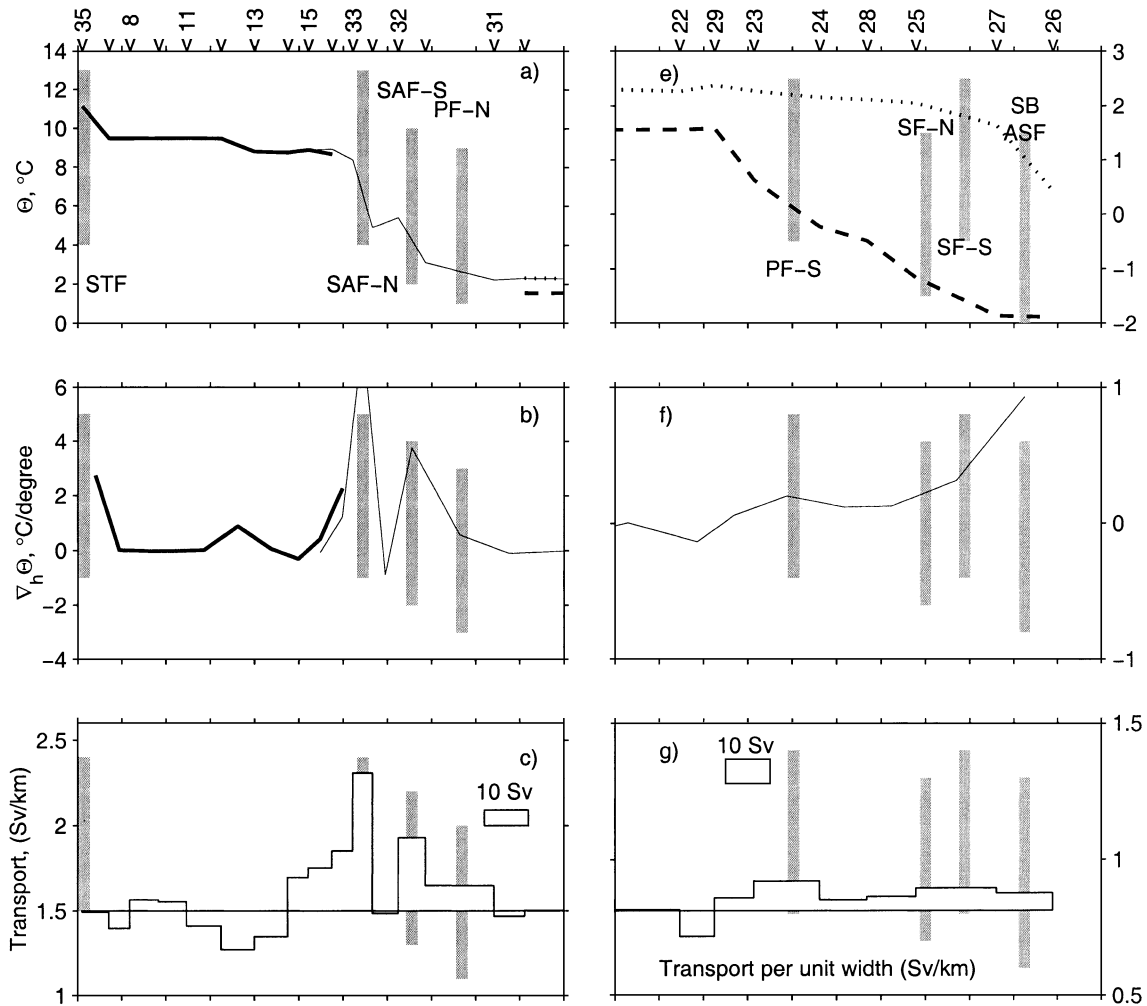 35 8 11 13 15 33 32 31
22 29 23 24 28 25 27 26
< < < < < < < < < < < < < < <
< < < < < < < <
14
12
10
8
6
4
2
0
Θ, °C
a)
SAF-S
PF-N
STF
SAF-N
e)
SB
SF-N
ASF
SF-S
PF-S
3
2
1
0
-1
-2
6
4
2
0
-2
-4
∇hΘ, °C/degree
b)
f)
1
0
-1
2.5
2
1.5
1
Transport, (Sv/km)
c)
10 Sv
g)
10 Sv
Transport per unit width (Sv/km)
1.5
1
0.5